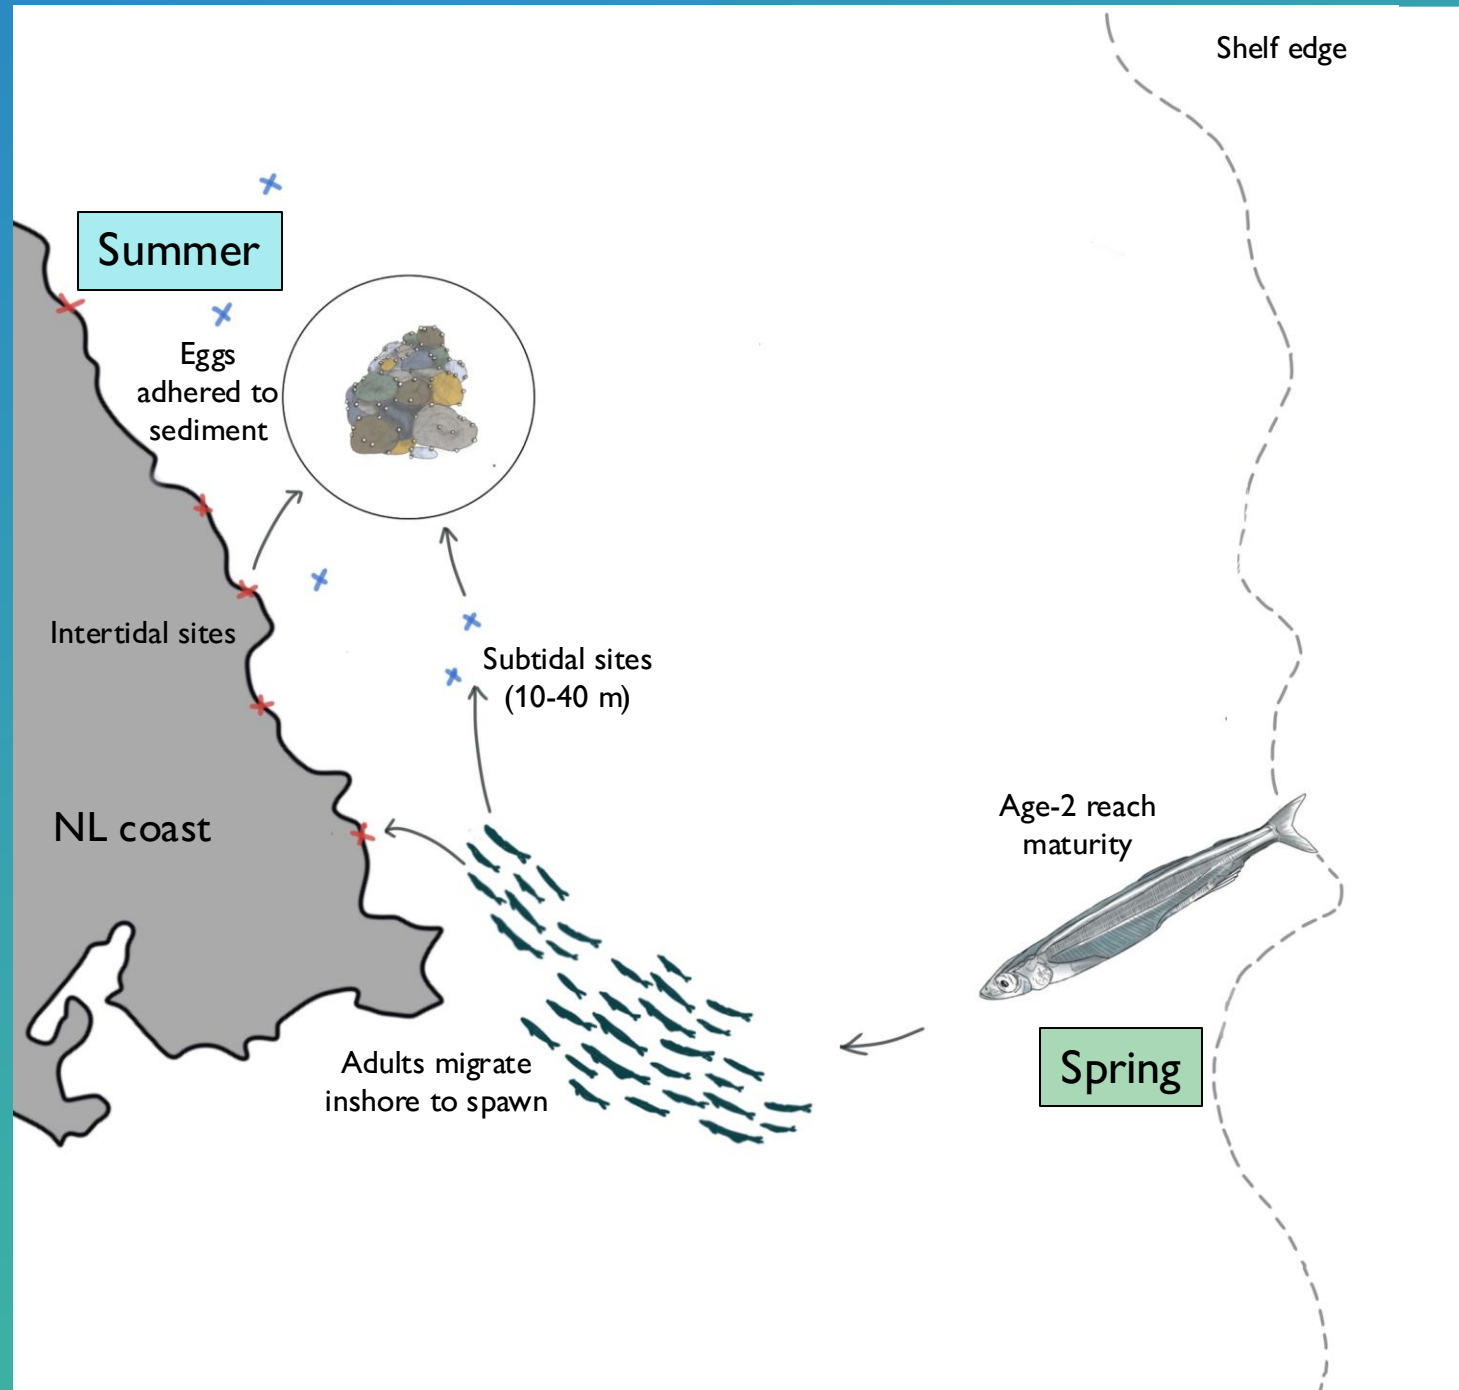 Shelf edge
Summer
Eggs
adhered to
sediment
Intertidal sites
Subtidal sites
(10-40 m)
NL coast
Age-2 reach
maturity
Adults migrate
inshore to spawn
Spring